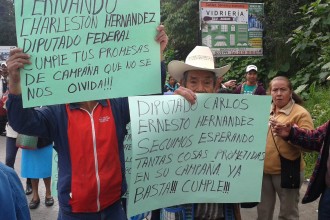 FERNANDO
CHARLESTON HERNANDEZ
DIPUTADO FEDERAL
CUMPLE TUS PROMESAS
DE CAMPAÑA QUE NO SE
NOS OLVIDA!!!
DIPUTADO CARLOS
ERNESTO HERNANDEZ
SEGUIMOS ESPERANDO
TANTAS COSAS PROMETIDAS
EN SU CAMPAÑA YA
BASTA!!! CUMPLE!!!
VIDRIERÍA